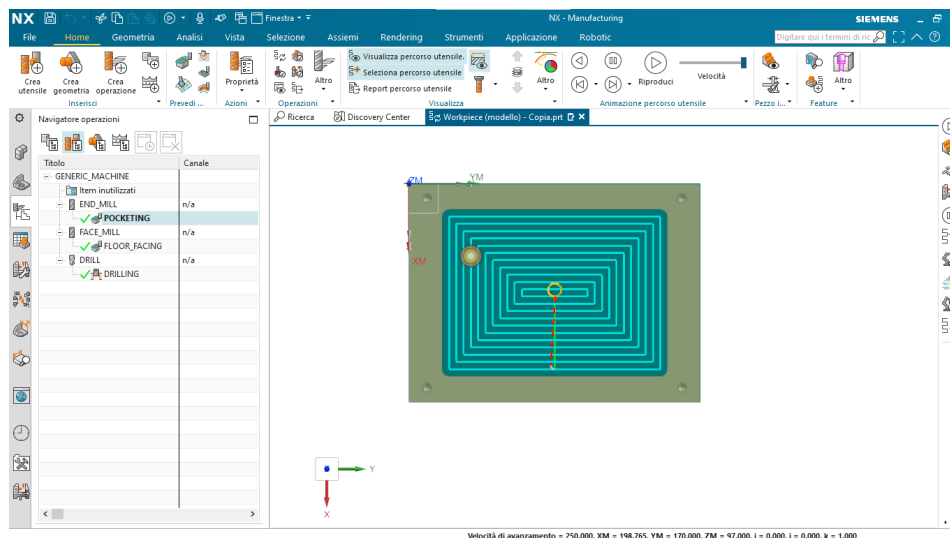 NX Finestra NX - Manufacturing SIEMENS
File Home Geometria Analisi Vista Selezione Assiemi Rendering Strumenti Applicazione Robotic Digitare qui i termini di ric
Crea utensile
Crea geometria
Crea operazione
Inserisci
Prevedi ...
Proprietà
Azioni
Altro
Operazioni
Visualizza percorso utensile
Seleziona percorso utensile
Report percorso utensile
Altro
Visualizza
Riproduci
Velocità
Animazione percorso utensile
Pezzo i...
Altro
Feature
Navigatore operazioni
Ricerca Discovery Center Workpiece (modello) - Copia.prt
Titolo Canale
GENERIC_MACHINE
Item inutilizzati
END_MILL n/a
POCKETING
FACE_MILL n/a
FLOOR_FACING
DRILL n/a
DRILLING
ZM YM
XM
Y
X
Velocità di avanzamento = 250.000, XM = 198.765, YM = 170.000, ZM = 97.000, i = 0.000, j = 0.000, k = 1.000